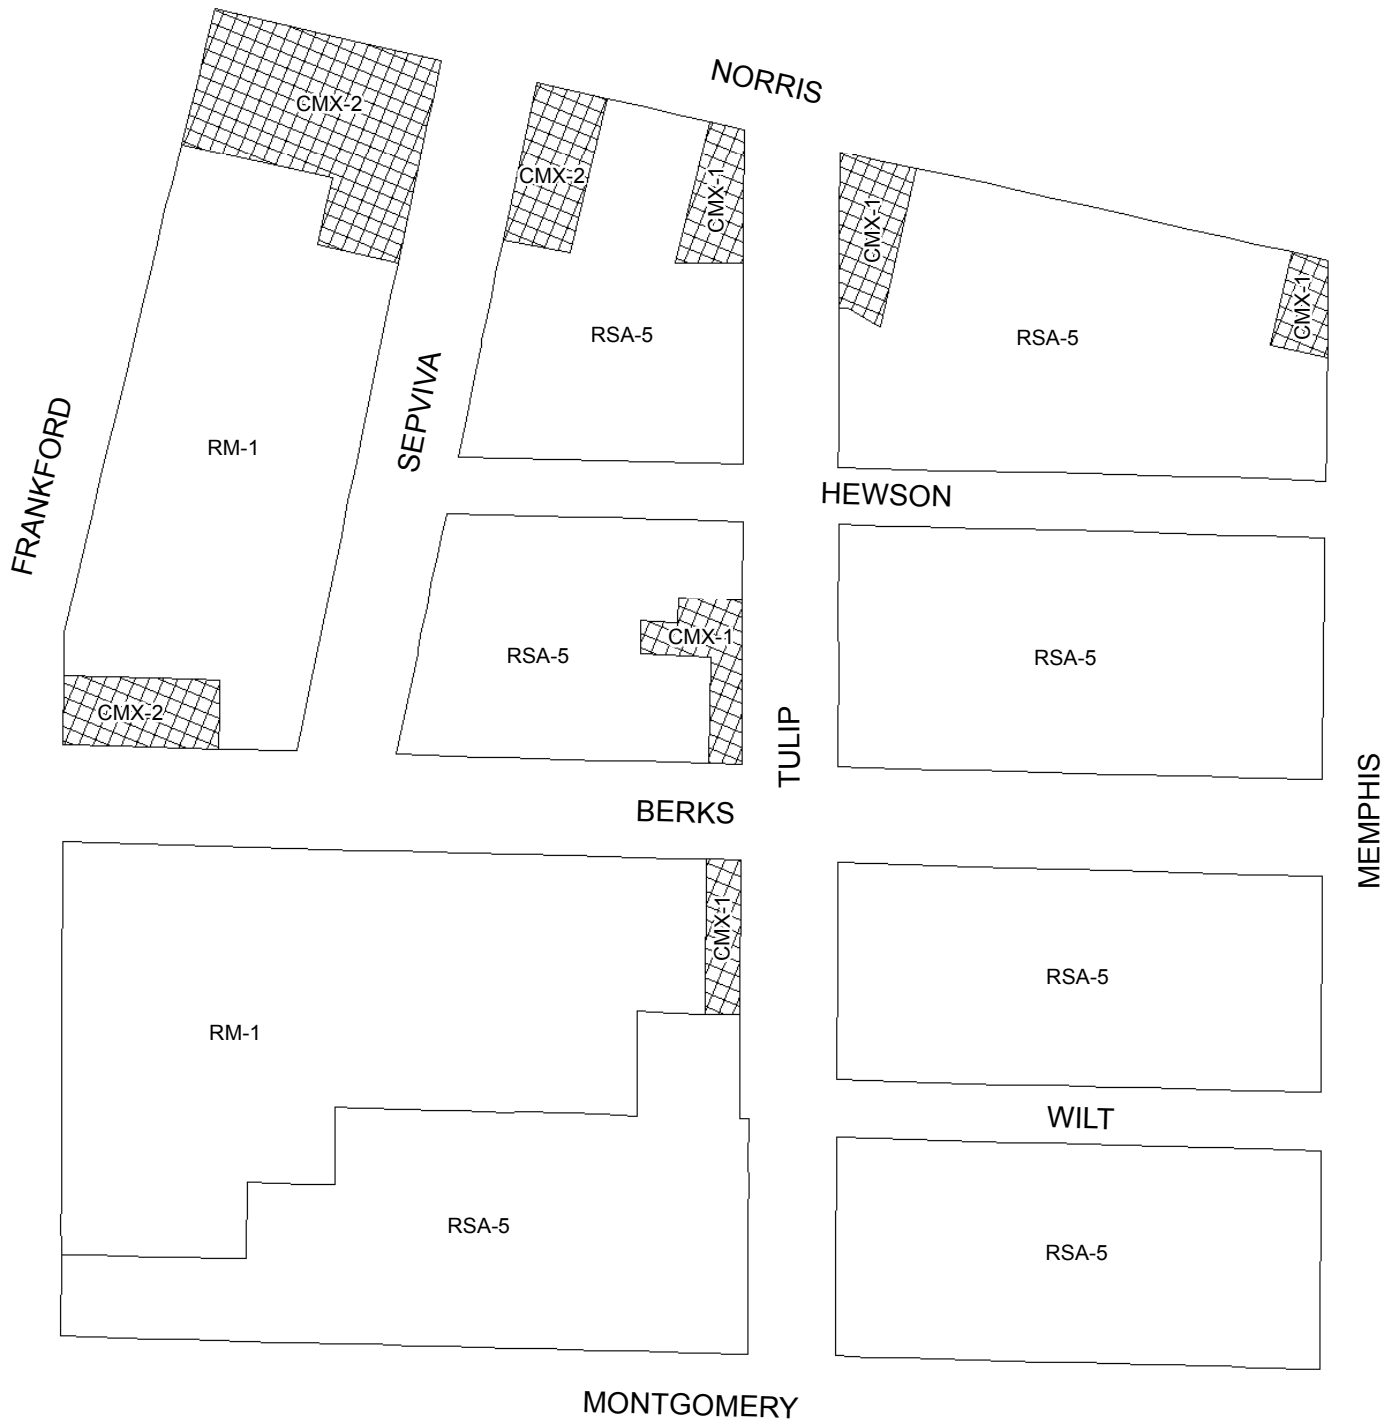 NORRIS
CMX-2
CMX-2
CMX-1
CMX-1
CMX-1
RSA-5
RSA-5
SEPVIVA
FRANKFORD
RM-1
HEWSON
CMX-1
RSA-5
RSA-5
CMX-2
TULIP
BERKS
MEMPHIS
CMX-1
RSA-5
RM-1
WILT
RSA-5
RSA-5
MONTGOMERY